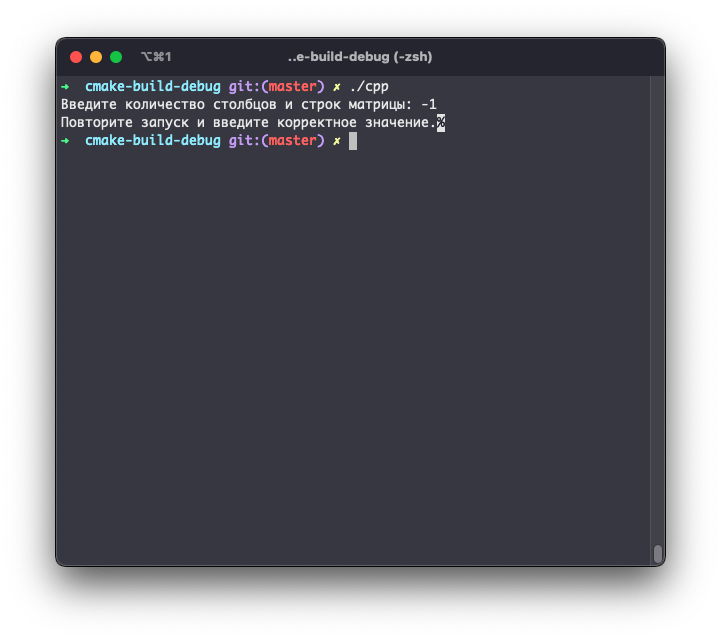 ⌥⌘1
..e-build-debug (-zsh)
➜ cmake-build-debug git:(master) ✗ ./cpp
Введите количество столбцов и строк матрицы: -1
Повторите запуск и введите корректное значение.%
➜ cmake-build-debug git:(master) ✗